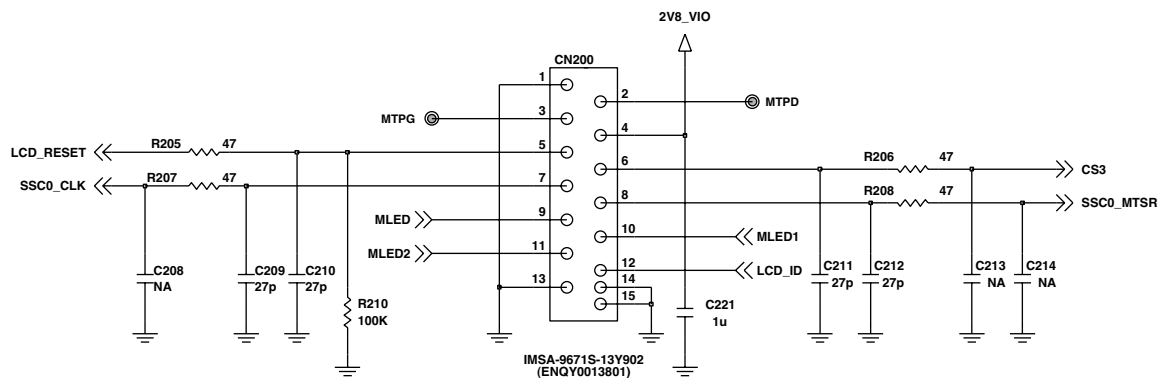 2V8_VIO
CN200
1
2
MTPD
MTPG
3
4
LCD_RESET
R205
47
5
6
R206
47
CS3
SSC0_CLK
R207
47
7
8
R208
47
SSC0_MTSR
MLED
9
10
MLED1
MLED2
11
12
LCD_ID
13
14
15
C208
NA
C209
27p
C210
27p
R210
100K
C211
27p
C212
27p
C213
NA
C214
NA
C221
1u
IMSA-9671S-13Y902
(ENQY0013801)